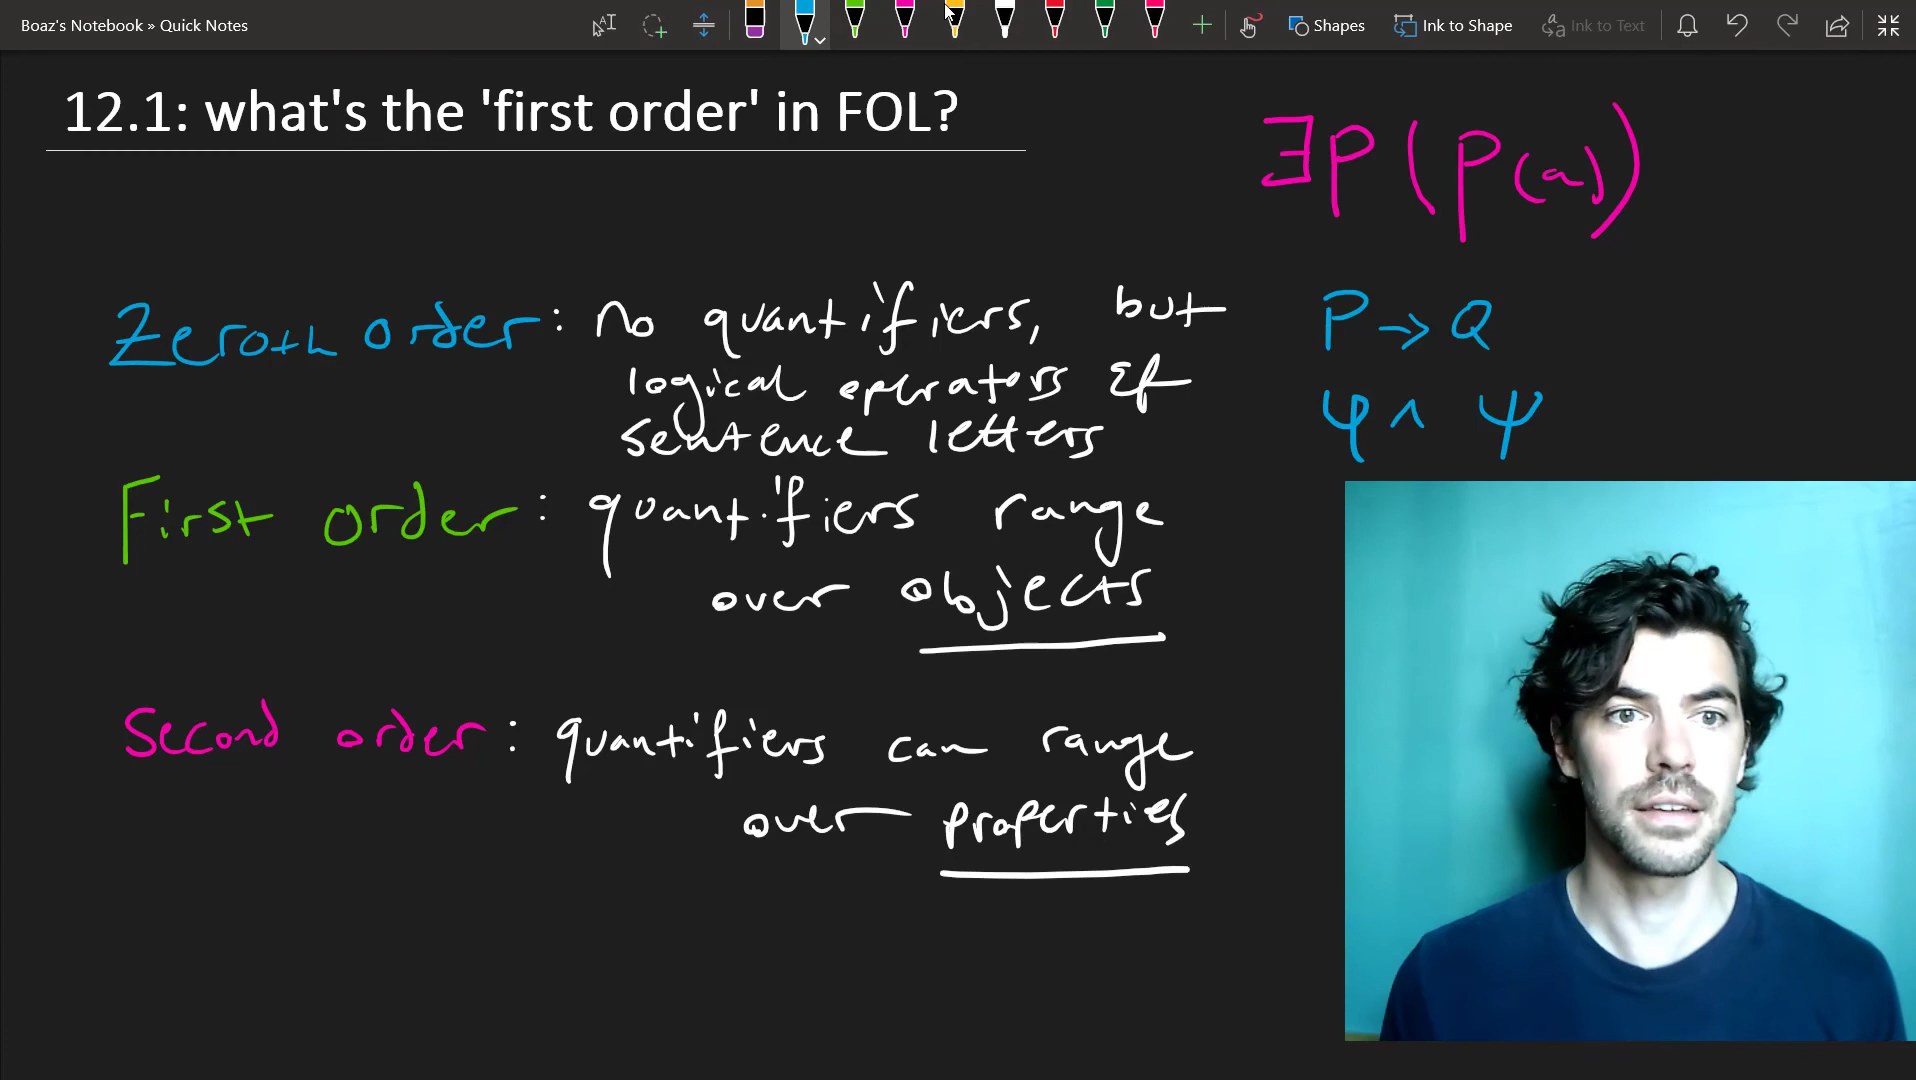 Boaz's Notebook » Quick Notes
Shapes
Ink to Shape
Ink to Text
12.1: what's the 'first order' in FOL?
∃P(P(a))
Zeroth order: no quantifiers, but
logical operators &
sentence letters
P → Q
φ ∧ ψ
First order: quantifiers range
over objects
Second order: quantifiers can range
over properties